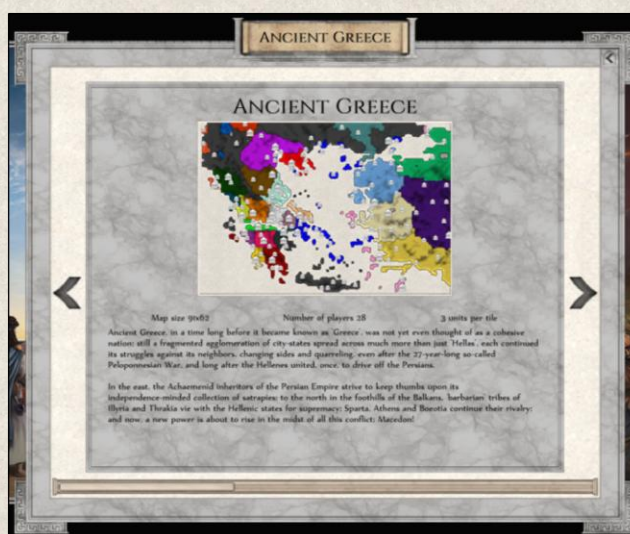 ANCIENT GREECE
ANCIENT GREECE
Map size 91x62 Number of players 28 3 units per tile
Ancient Greece, in a time long before it became known as 'Greece', was not yet even thought of as a cohesive
nation; still a fragmented agglomeration of city-states spread across much more than just 'Hellas', each continued
its struggles against its neighbors, changing sides and quarreling, even after the 27-year-long so-called
Peloponnesian War, and long after the Hellenes united, once, to drive off the Persians.
In the east, the Achaemenid inheritors of the Persian Empire strive to keep thumbs upon its
independence-minded collection of satrapies; to the north in the foothills of the Balkans, 'barbarian' tribes of
Illyria and Thrakia vie with the Hellenic states for supremacy; Sparta, Athens and Boeotia continue their rivalry;
and now, a new power is about to rise in the midst of all this conflict: Macedon!